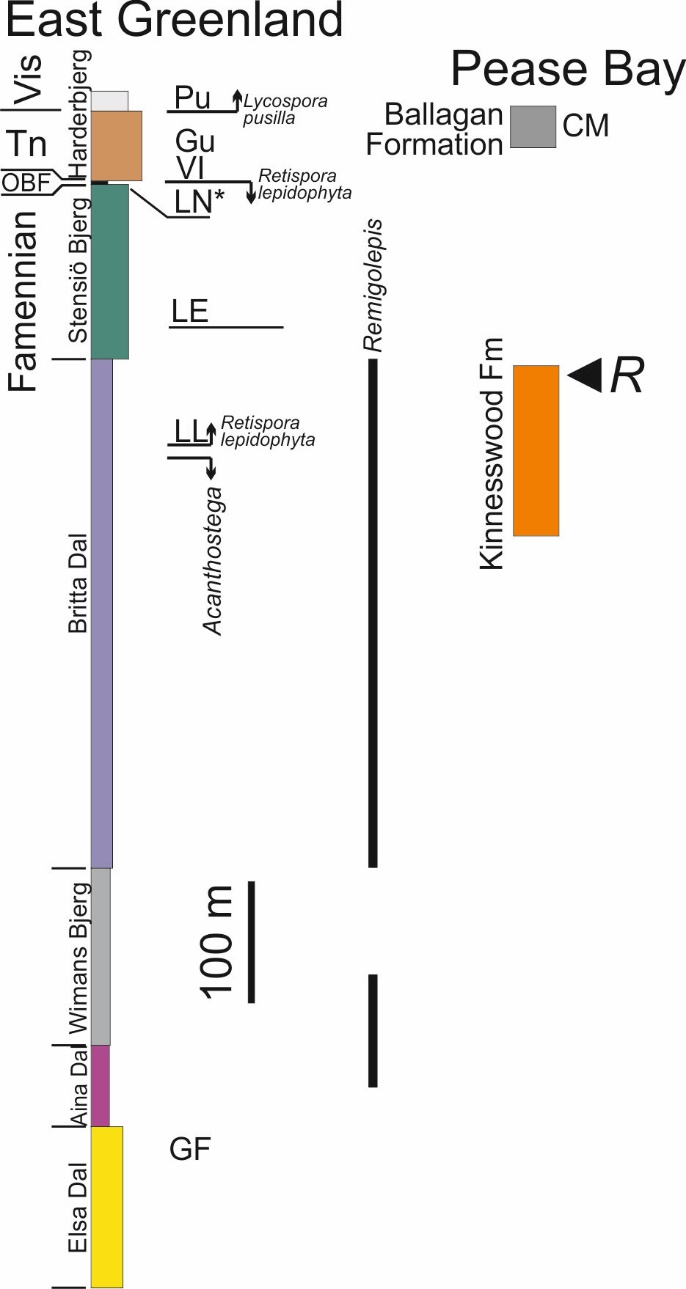 East Greenland
Pease Bay
Vis
Tn
OBF
Famennian
Harderbjerg
Stensiö Bjerg
Britta Dal
Wimans Bjerg
Aina Dal
Elsa Dal
Pu
Lycospora
pusilla
Gu
VI
Retispora
lepidophyta
LN*
LE
LL
Retispora
lepidophyta
Acanthostega
GF
100 m
Remigolepis
Ballagan
Formation
CM
Kinnesswood Fm
R